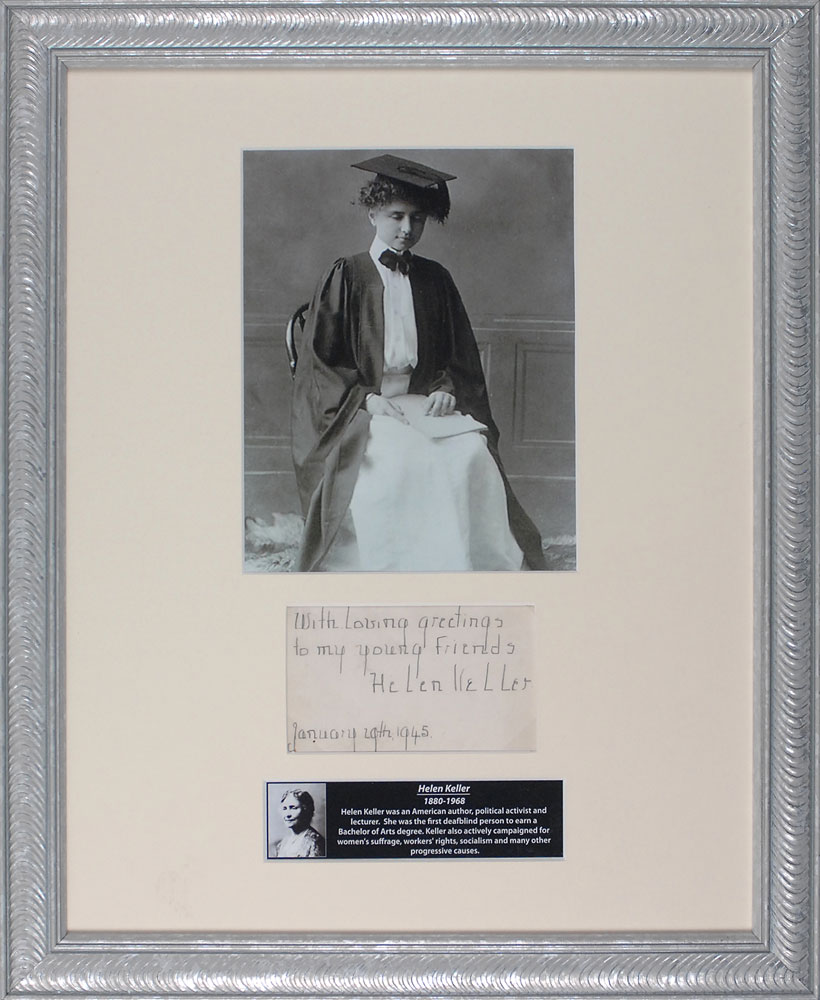 With Loving greetings
to my young Friends
Helen Keller
January 29th, 1945.
Helen Keller
1880-1968
Helen Keller was an American author, political activist and
lecturer. She was the first deafblind person to earn a
Bachelor of Arts degree. Keller also actively campaigned for
women's suffrage, workers' rights, socialism and many other
progressive causes.